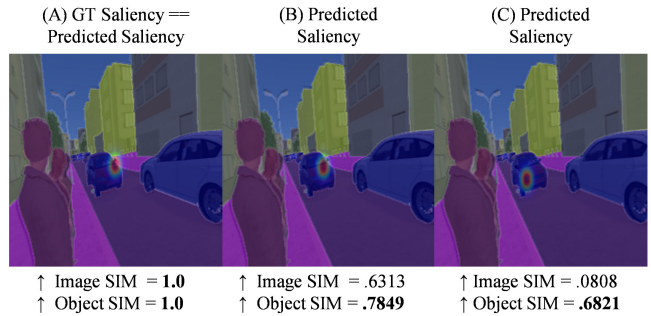 (A) GT Saliency ==
Predicted Saliency
(B) Predicted
Saliency
(C) Predicted
Saliency
↑ Image SIM = 1.0
↑ Object SIM = 1.0
↑ Image SIM = .6313
↑ Object SIM = .7849
↑ Image SIM = .0808
↑ Object SIM = .6821